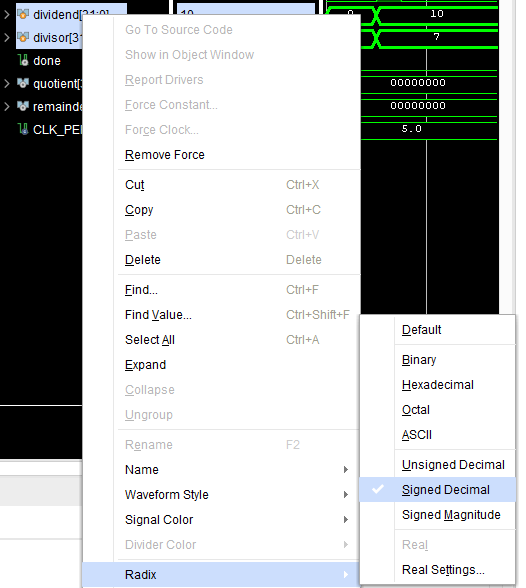 dividend[31:0]
10
0
10
divisor[31
7
done
quotient[3
00000000
remainde
00000000
CLK_PE
5.0
Go To Source Code
Show in Object Window
Report Drivers
Force Constant...
Force Clock...
Remove Force
Cut Ctrl+X
Copy Ctrl+C
Paste Ctrl+V
Delete Delete
Find... Ctrl+F
Find Value... Ctrl+Shift+F
Select All Ctrl+A
Expand
Collapse
Ungroup
Rename F2
Name
Waveform Style
Signal Color
Divider Color
Radix
Default
Binary
Hexadecimal
Octal
ASCII
Unsigned Decimal
Signed Decimal
Signed Magnitude
Real
Real Settings...